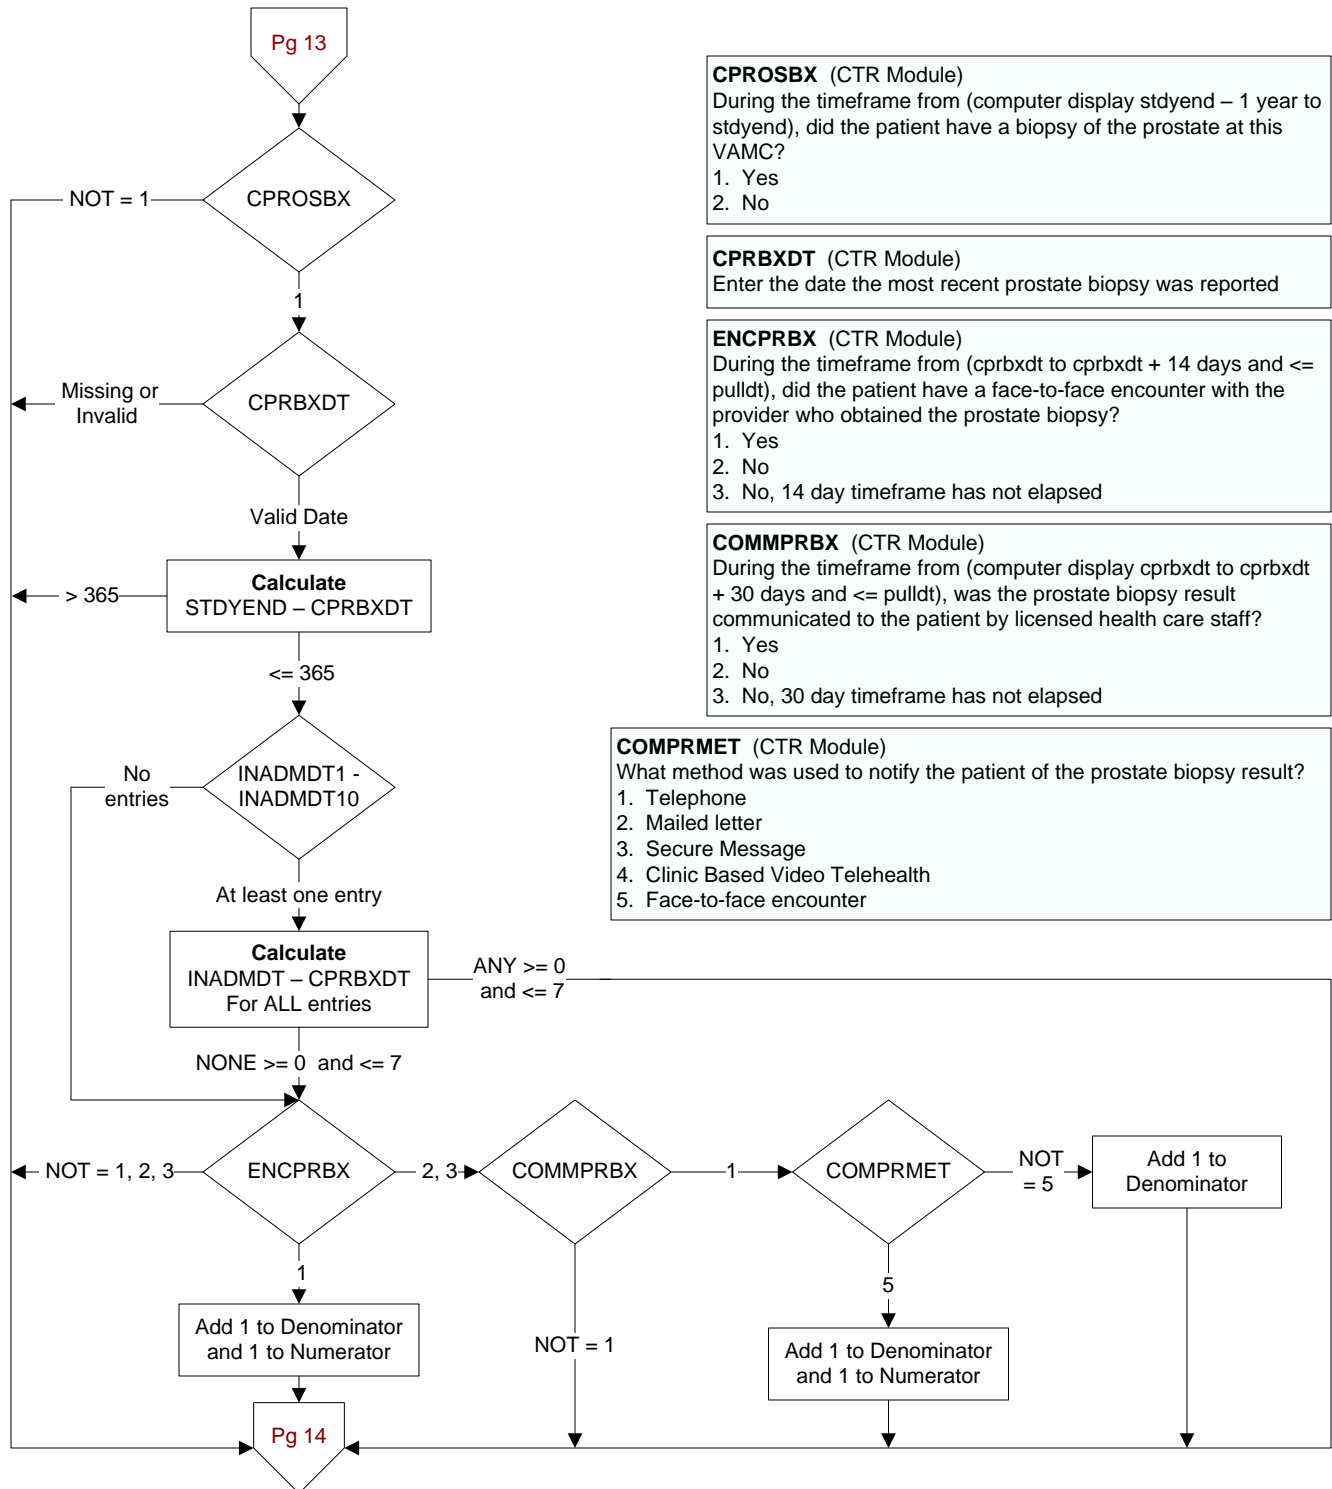 Pg 13
CPROSBX (CTR Module)
During the timeframe from (computer display stdyend – 1 year to
stdyend), did the patient have a biopsy of the prostate at this
VAMC?
1. Yes
2. No
NOT = 1
CPROSBX
1
CPRBXDT (CTR Module)
Enter the date the most recent prostate biopsy was reported
ENCPRBX (CTR Module)
During the timeframe from (cprbxdt to cprbxdt + 14 days and <=
pulldt), did the patient have a face-to-face encounter with the
provider who obtained the prostate biopsy?
1. Yes
2. No
3. No, 14 day timeframe has not elapsed
Missing or
Invalid
CPRBXDT
Valid Date
COMMPRBX (CTR Module)
During the timeframe from (computer display cprbxdt to cprbxdt
+ 30 days and <= pulldt), was the prostate biopsy result
communicated to the patient by licensed health care staff?
1. Yes
2. No
3. No, 30 day timeframe has not elapsed
> 365
Calculate
STDYEND – CPRBXDT
<= 365
COMPRMET (CTR Module)
What method was used to notify the patient of the prostate biopsy result?
1. Telephone
2. Mailed letter
3. Secure Message
4. Clinic Based Video Telehealth
5. Face-to-face encounter
No
entries
INADMDT1 -
INADMDT10
At least one entry
Calculate
INADMDT – CPRBXDT
For ALL entries
ANY >= 0
and <= 7
NONE >= 0 and <= 7
NOT = 1, 2, 3
ENCPRBX
2, 3
COMMPRBX
1
COMPRMET
NOT
= 5
Add 1 to
Denominator
1
5
Add 1 to Denominator
and 1 to Numerator
NOT = 1
Add 1 to Denominator
and 1 to Numerator
Pg 14